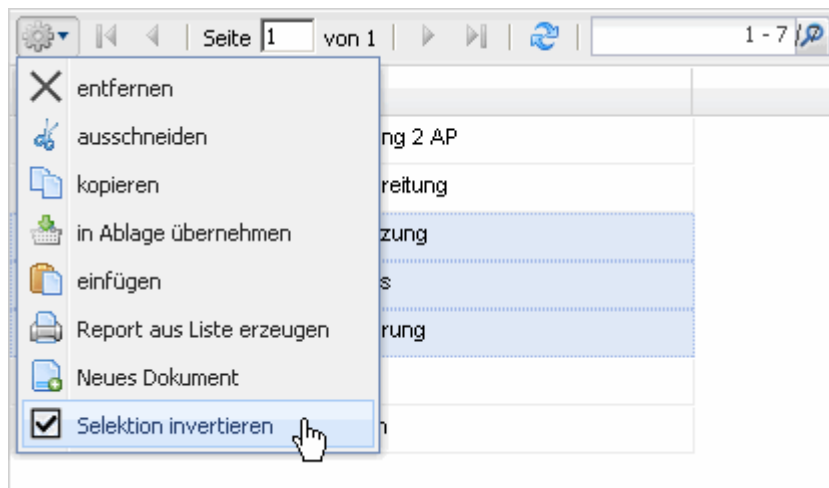 Seite 1 von 1 1 - 7 /
entfernen
ausschneiden
ng 2 AP
kopieren
reitung
in Ablage übernehmen
zung
einfügen
s
Report aus Liste erzeugen
rung
Neues Dokument
Selektion invertieren